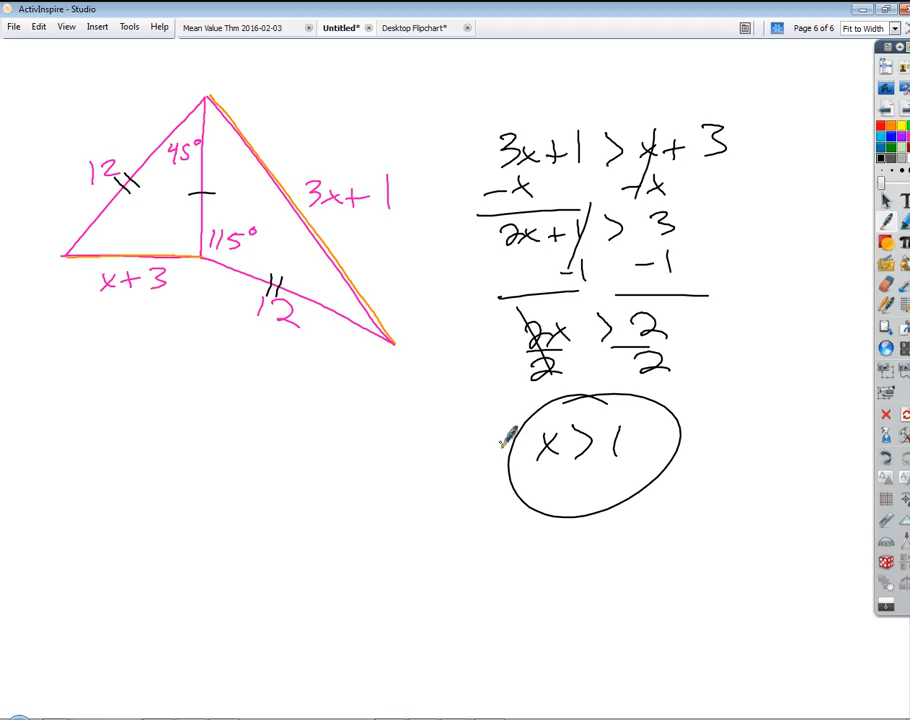 ActivInspire - Studio
File Edit View Insert Tools Help Mean Value Thm 2016-02-03 Untitled* Desktop Flipchart* Page 6 of 6 Fit to Width
45°
12
3x+1
115°
x+3
12
3x+1 > x+3
-x -x
2x+1 > 3
-1 -1
2x > 2
2 2
x > 1